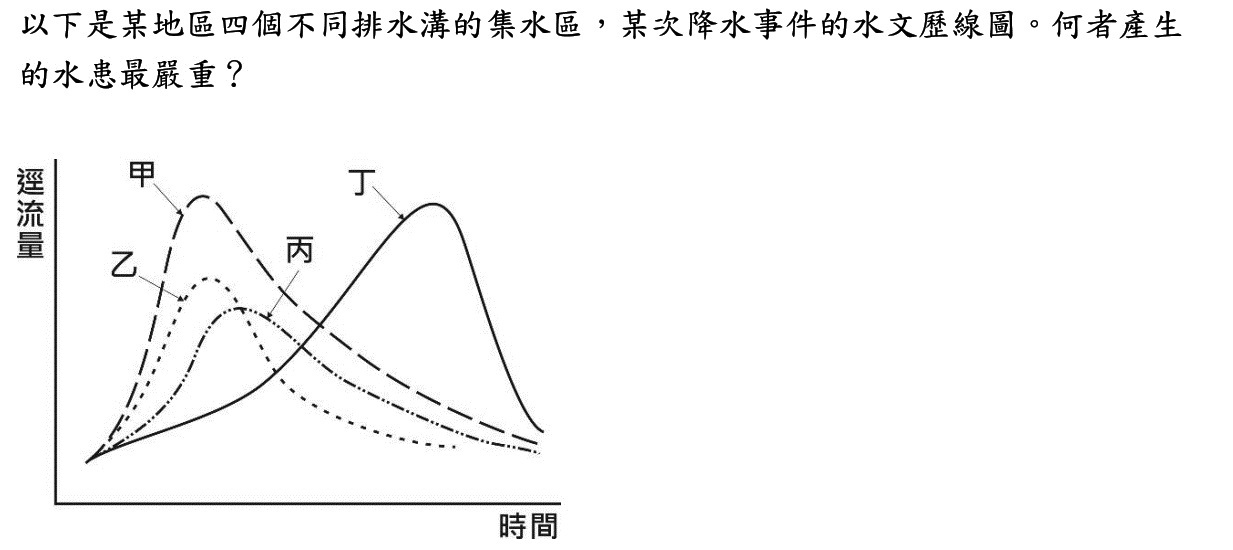 以下是某地區四個不同排水溝的集水區，某次降水事件的水文歷線圖。何者產生
的水患最嚴重？
甲
丁
逕流量
乙
丙
時間